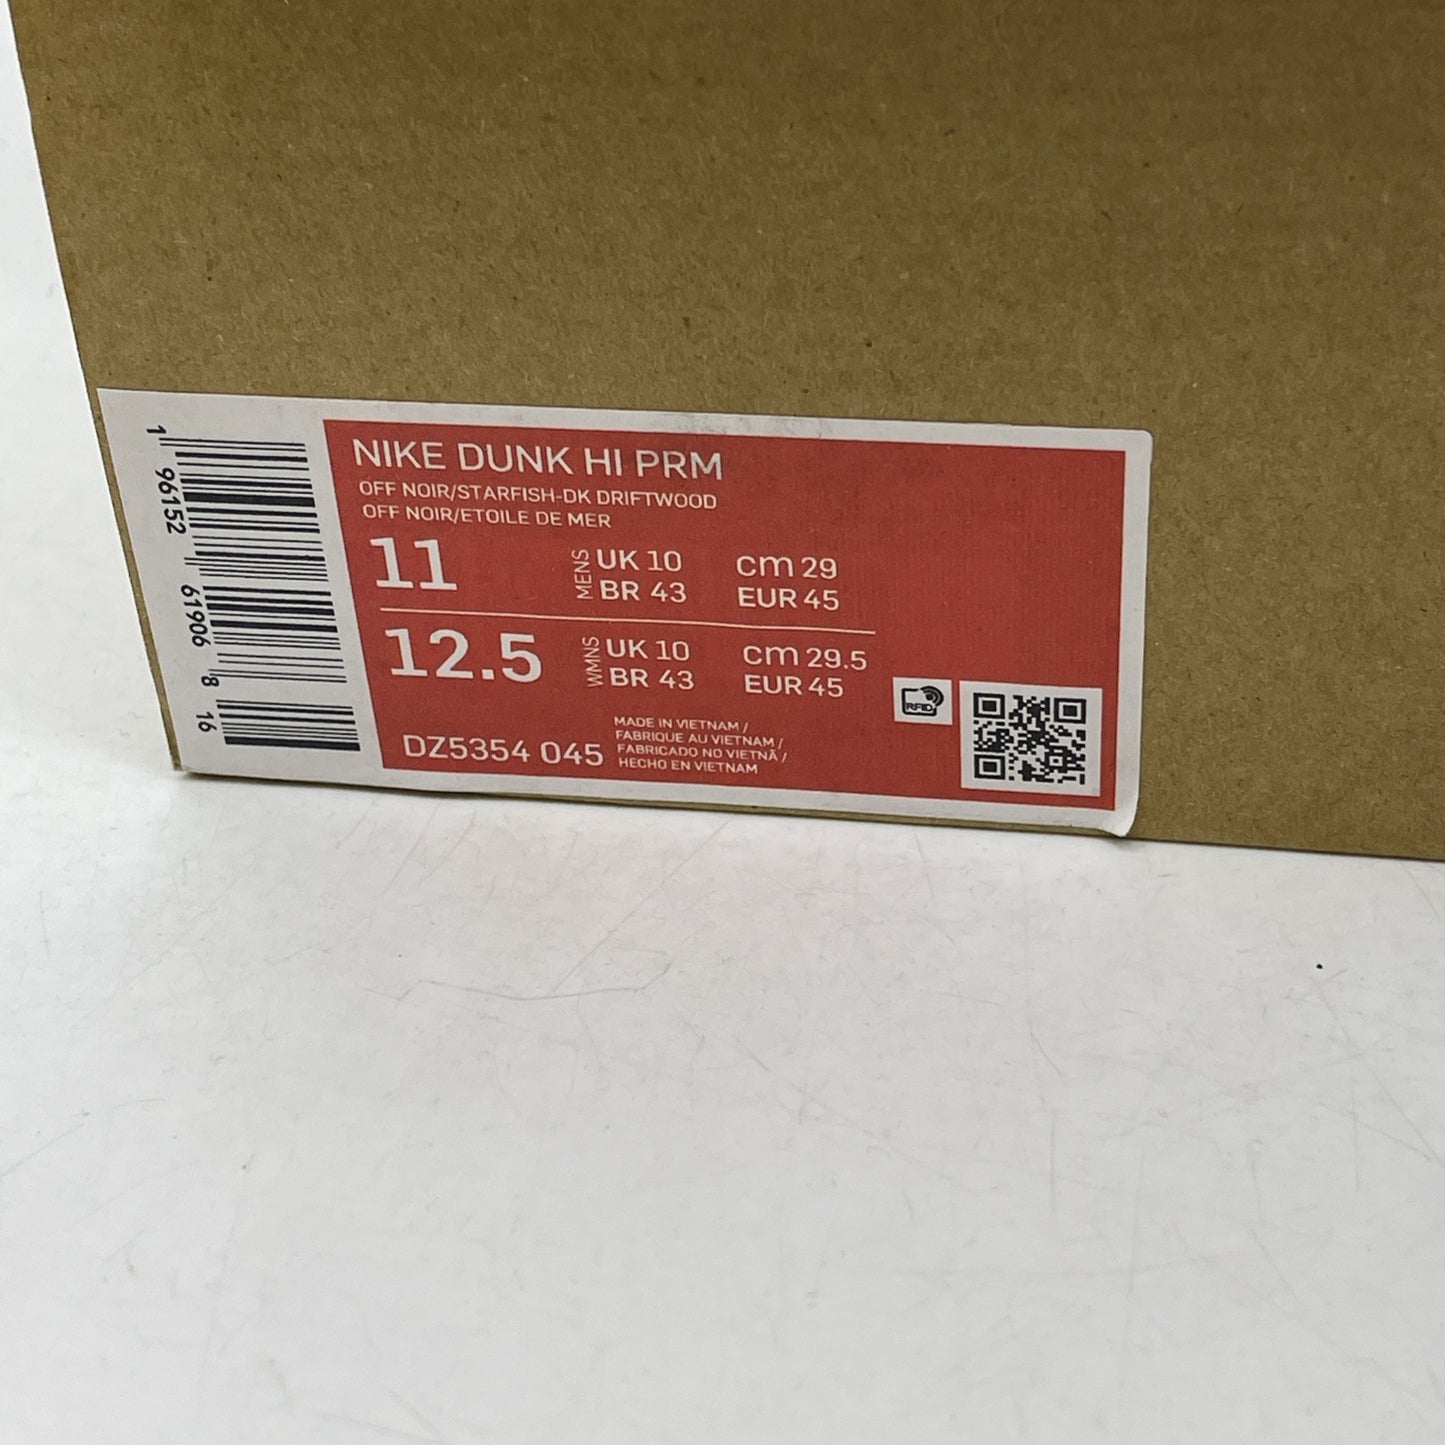 NIKE DUNK HI PRM
OFF NOIR/STARFISH-DK DRIFTWOOD
OFF NOIR/ETOILE DE MER
11 MENS UK 10 cm 29
BR 43 EUR 45
12.5 WMNS UK 10 cm 29.5
BR 43 EUR 45
DZ5354 045
MADE IN VIETNAM /
FABRIQUE AU VIETNAM /
FABRICADO NO VIETNÃ /
HECHO EN VIETNAM
RFID
1 96152 61906 8 16